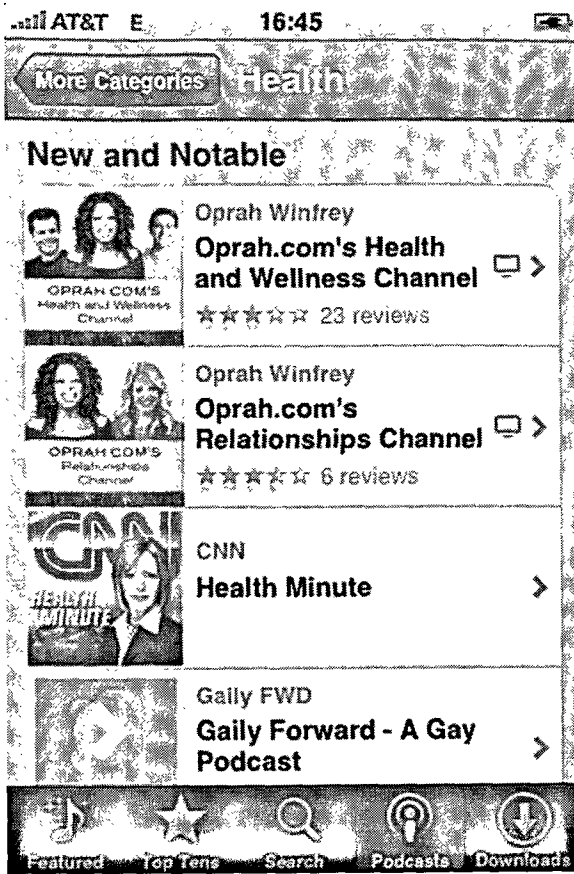 AT&T E 16:45
More Categories Health
New and Notable
OPRAH COM'S
Health and Wellness
Channel
Oprah Winfrey
Oprah.com's Health
and Wellness Channel
23 reviews
OPRAH COM'S
Relationships
Channel
Oprah Winfrey
Oprah.com's
Relationships Channel
6 reviews
CNN
HEALTH
MINUTE
CNN
Health Minute
Gaily FWD
Gaily Forward - A Gay
Podcast
Featured Top Tens Search Podcasts Downloads